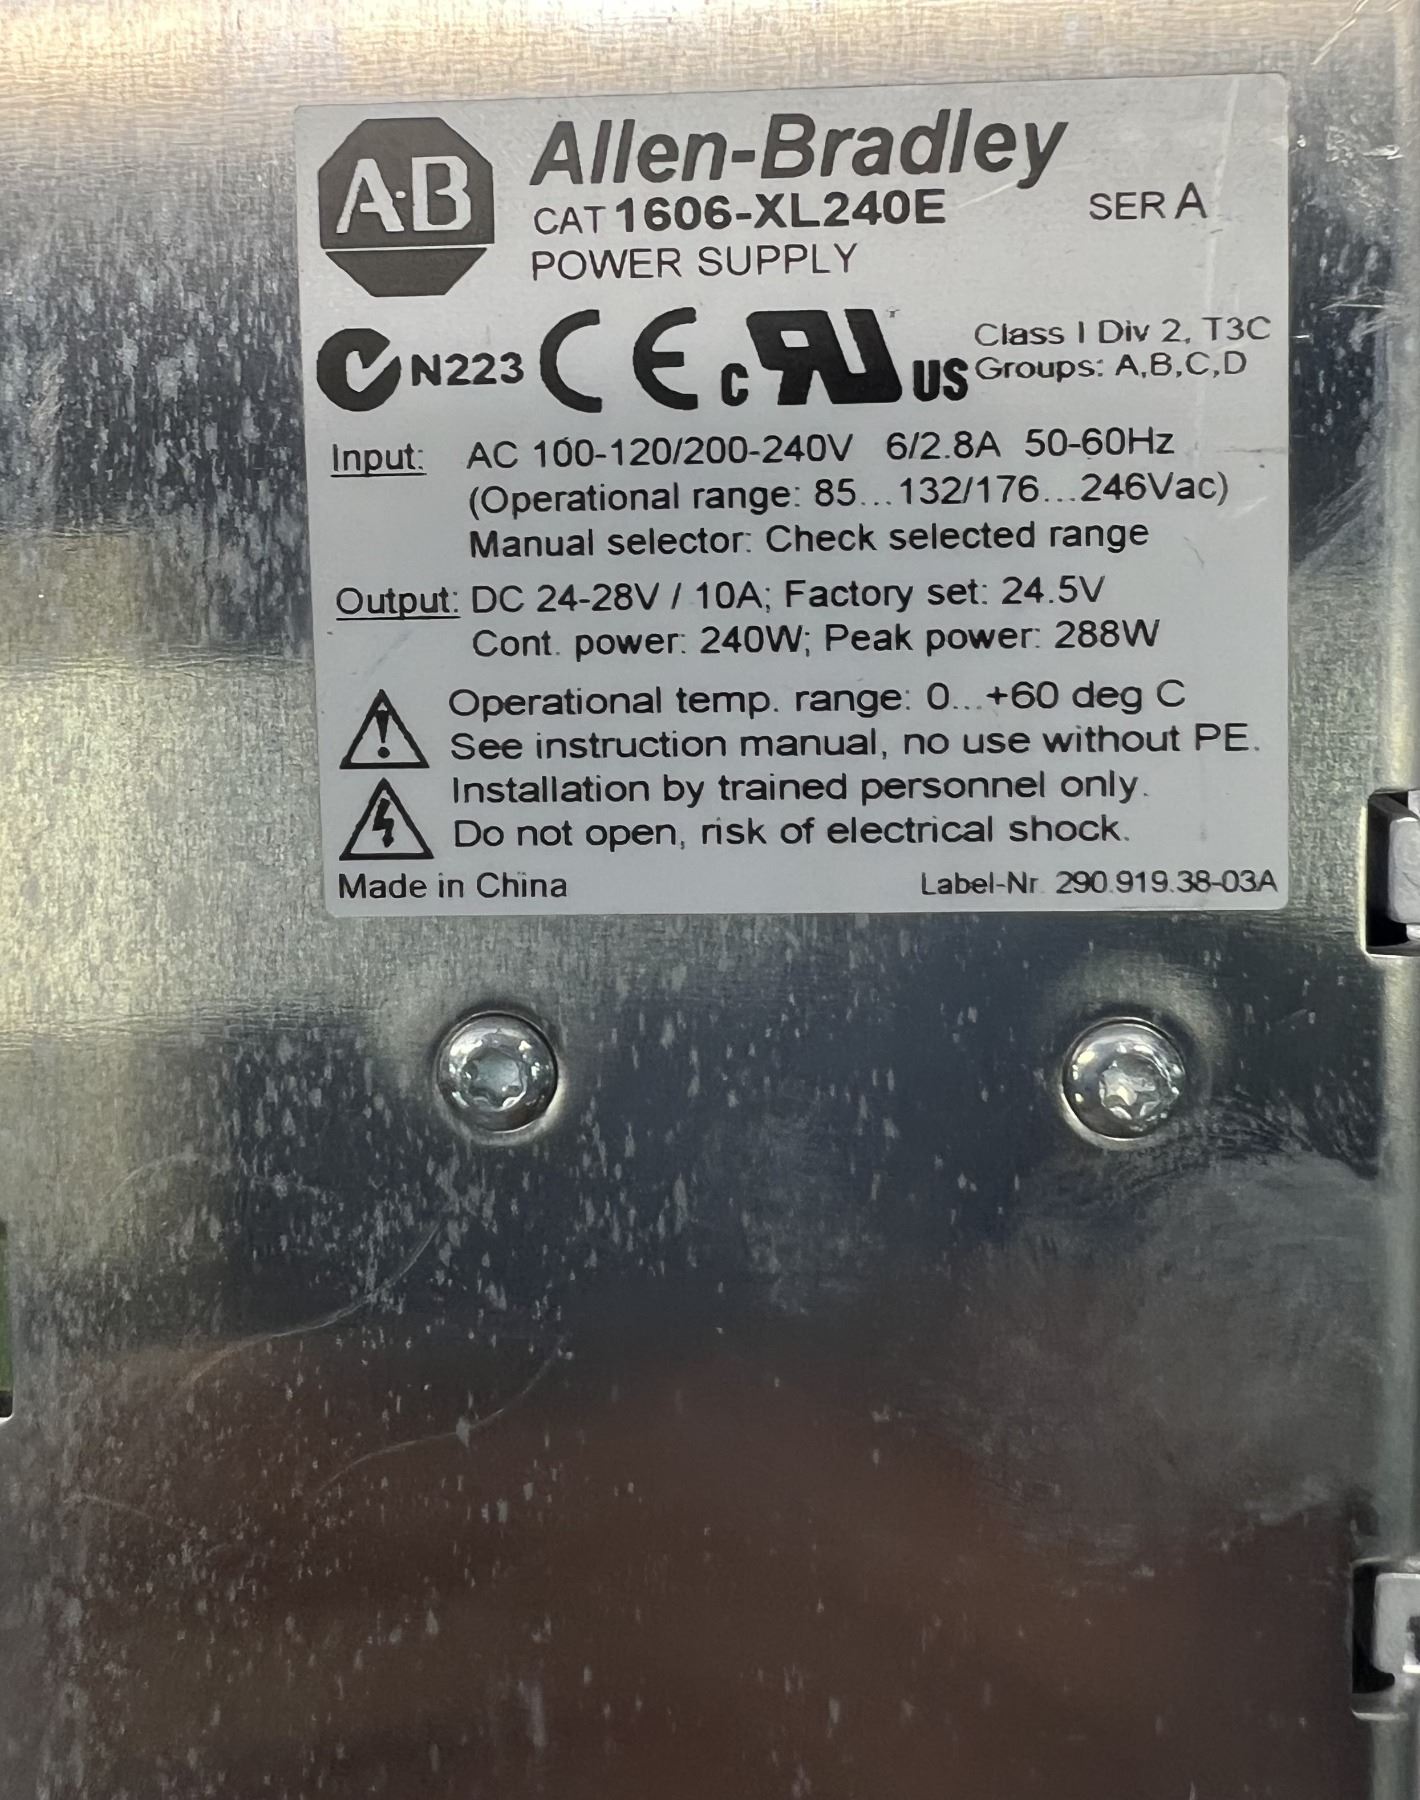 A·B Allen-Bradley
CAT 1606-XL240E SER A
POWER SUPPLY
N223 CE c RU US Class I Div 2, T3C
Groups: A,B,C,D
Input: AC 100-120/200-240V 6/2.8A 50-60Hz
(Operational range: 85...132/176...246Vac)
Manual selector: Check selected range
Output: DC 24-28V / 10A; Factory set: 24.5V
Cont. power: 240W; Peak power: 288W
Operational temp. range: 0...+60 deg C
See instruction manual, no use without PE.
Installation by trained personnel only.
Do not open, risk of electrical shock.
Made in China Label-Nr. 290.919.38-03A